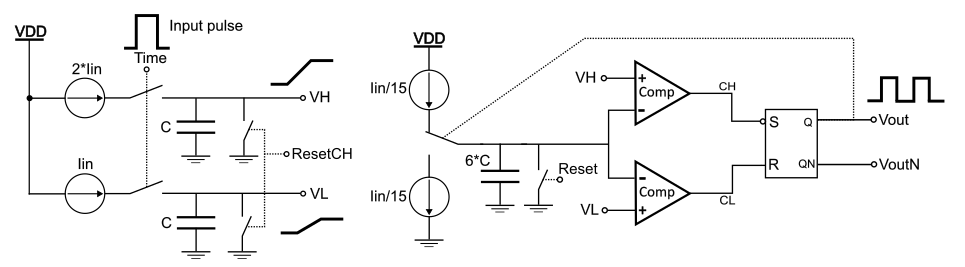 VDD
Input pulse
Time
2*Iin
VH
C
ResetCH
Iin
VL
C
VDD
Iin/15
VH
+
Comp
-
CH
S
Q
Vout
6*C
Reset
R
QN
VoutN
Iin/15
-
Comp
+
VL
CL